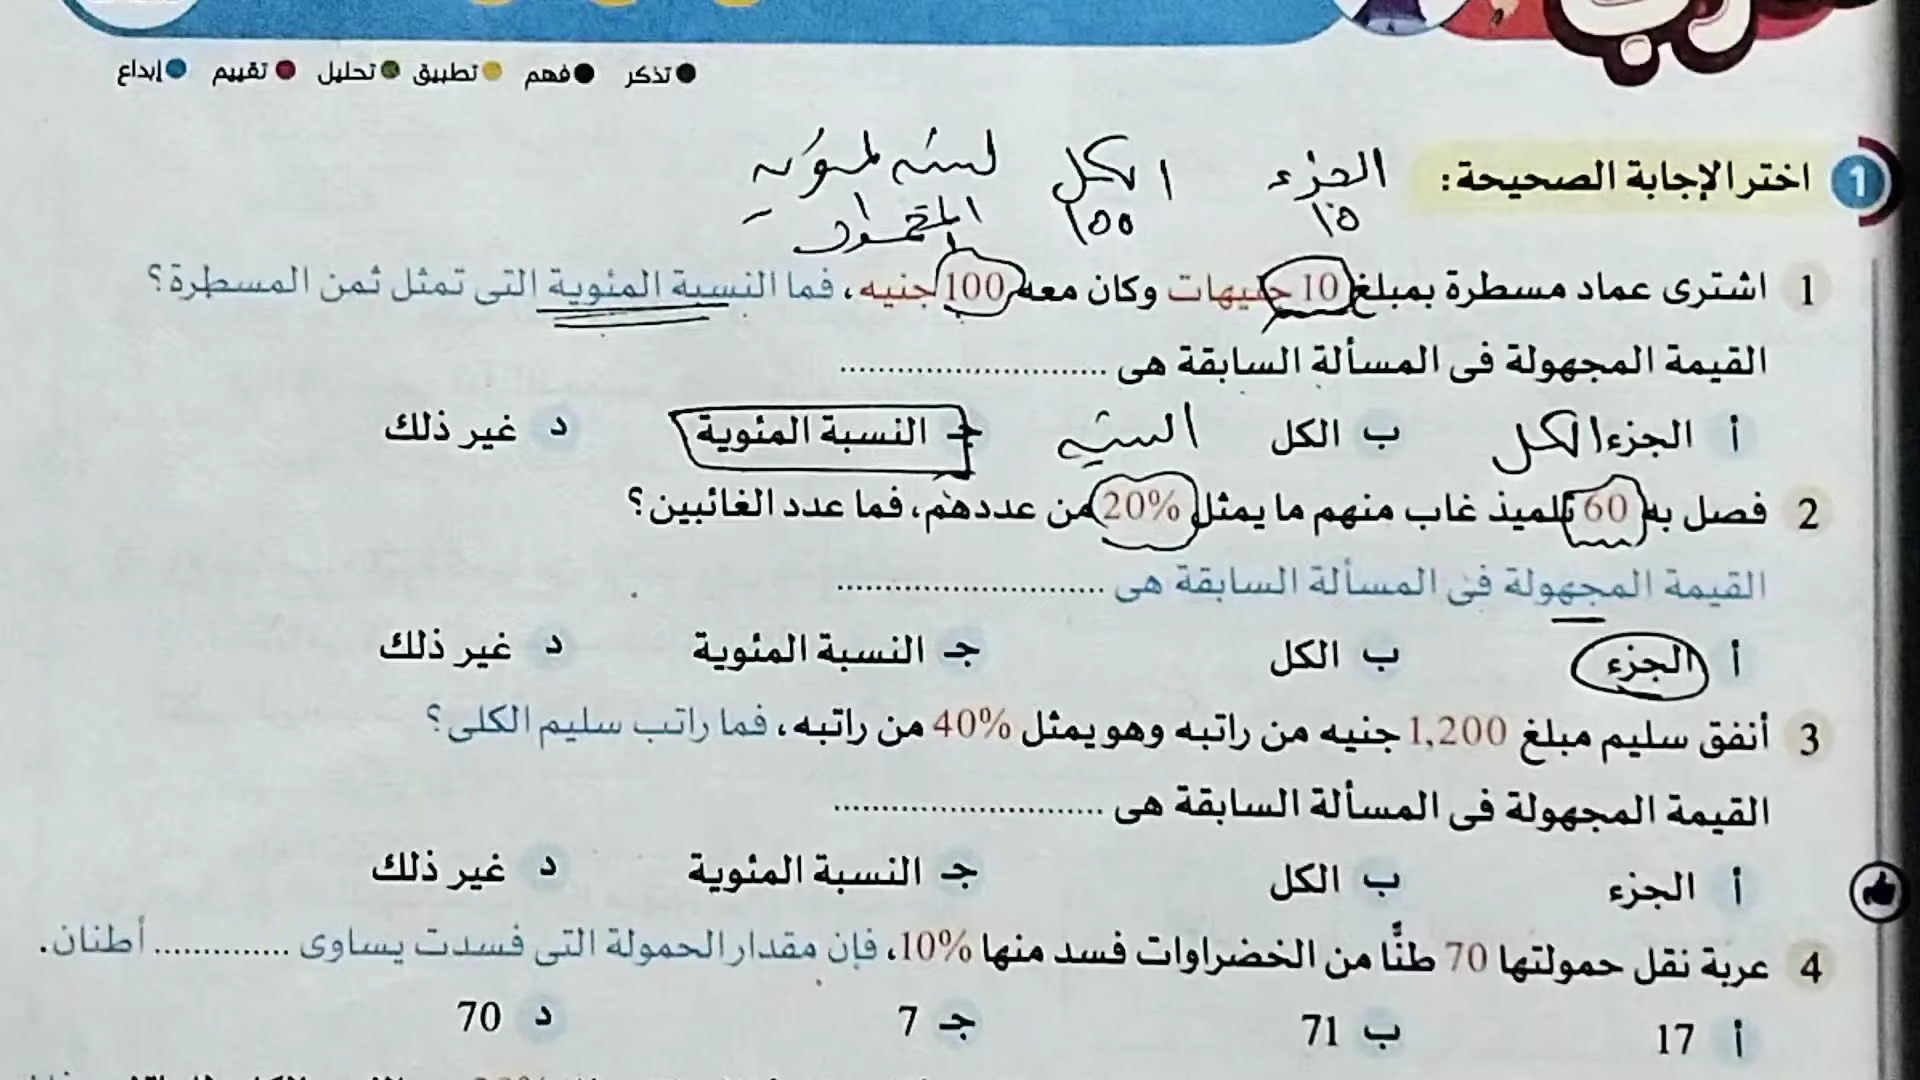 تذكر فهم تطبيق تحليل تقييم إبداع
1 اختر الإجابة الصحيحة:
الجزء الكل
10 100
1 اشترى عماد مسطرة بمبلغ 10 جنيهات وكان معه 100 جنيه، فما النسبة المئوية التى تمثل ثمن المسطرة؟
القيمة المجهولة فى المسألة السابقة هى ..........................
أ الجزء الكل ب الكل جـ النسبة المئوية د غير ذلك
2 فصل به 60 تلميذ غاب منهم ما يمثل 20% من عددهم، فما عدد الغائبين؟
القيمة المجهولة فى المسألة السابقة هى ..........................
أ الجزء ب الكل جـ النسبة المئوية د غير ذلك
3 أنفق سليم مبلغ 1,200 جنيه من راتبه وهو يمثل 40% من راتبه، فما راتب سليم الكلى؟
القيمة المجهولة فى المسألة السابقة هى ..........................
أ الجزء ب الكل جـ النسبة المئوية د غير ذلك
4 عربة نقل حمولتها 70 طنًّا من الخضراوات فسد منها 10%، فإن مقدار الحمولة التى فسدت يساوى ............. أطنان.
أ 17 ب 71 جـ 7 د 70